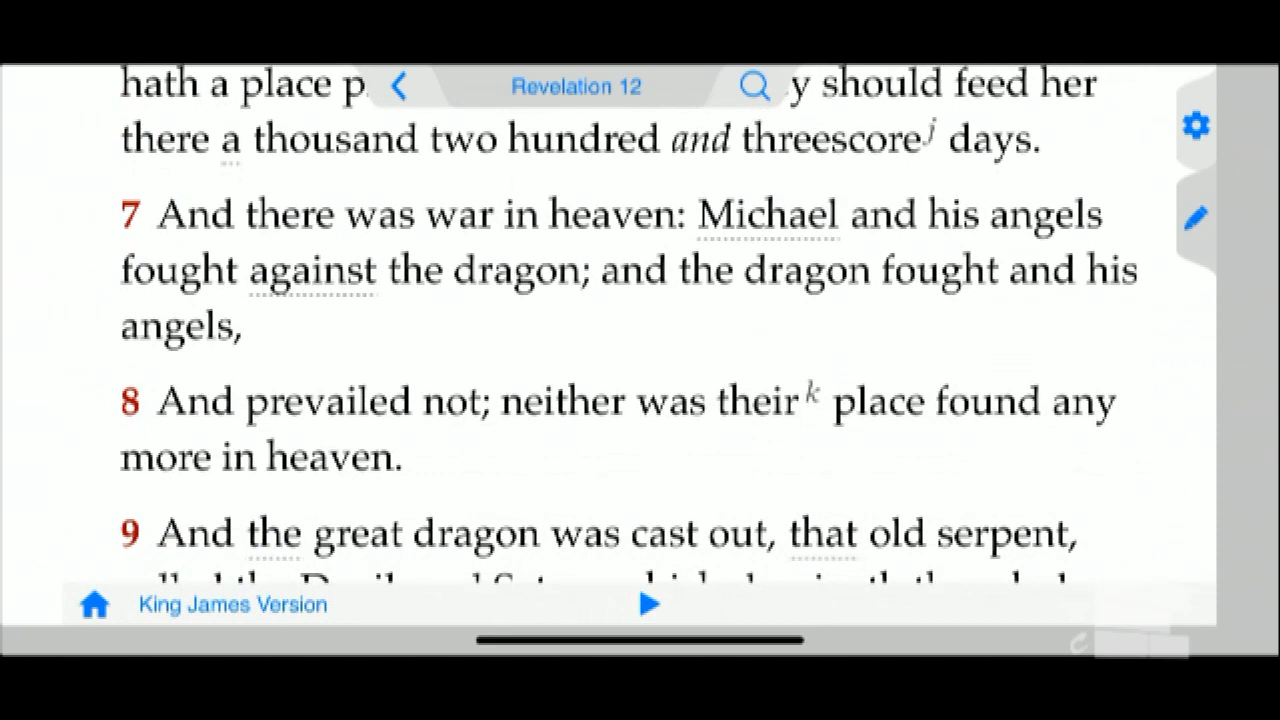 Revelation 12
hath a place p y should feed her
there a thousand two hundred and threescore j days.
7 And there was war in heaven: Michael and his angels
fought against the dragon; and the dragon fought and his
angels,
8 And prevailed not; neither was their k place found any
more in heaven.
9 And the great dragon was cast out, that old serpent,
King James Version